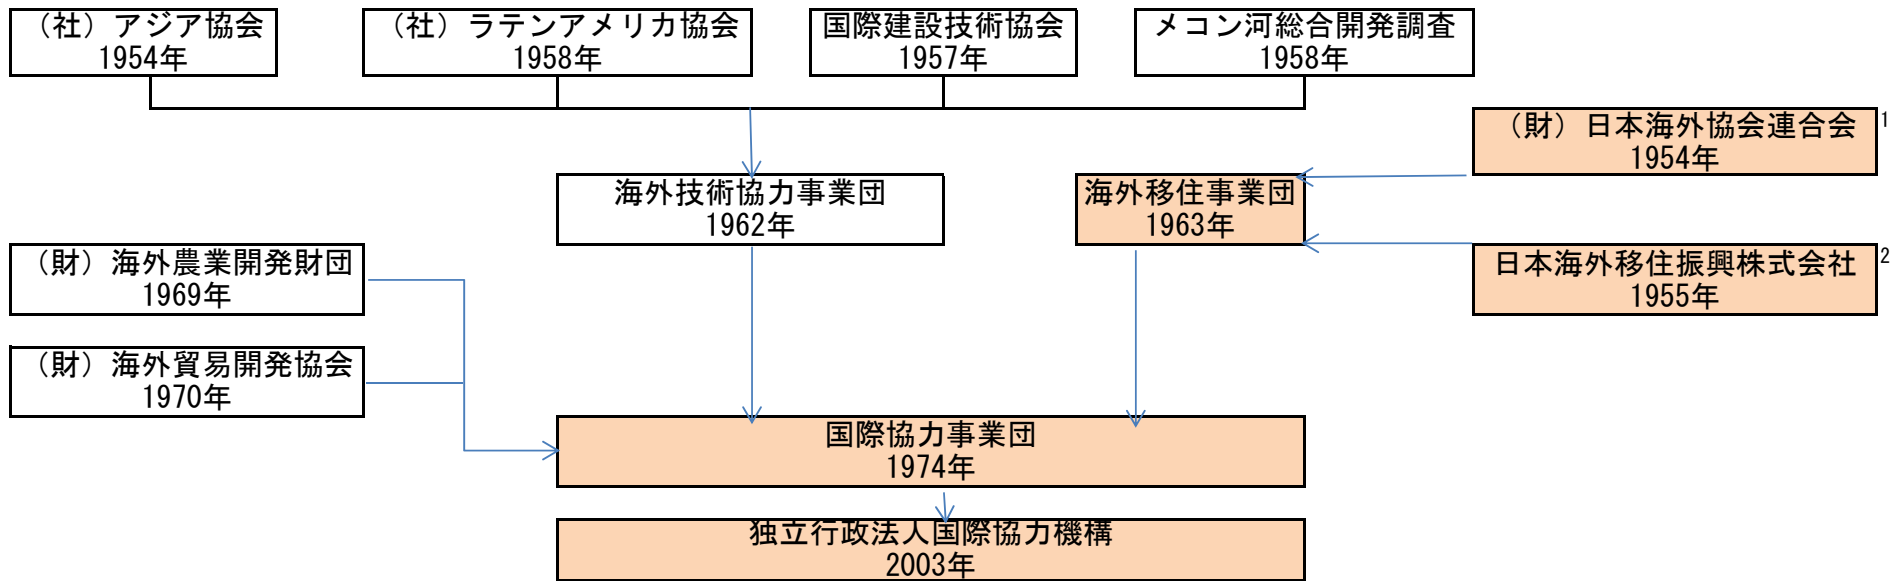 （社）アジア協会
1954年
（社）ラテンアメリカ協会
1958年
国際建設技術協会
1957年
メコン河総合開発調査
1958年
（財）日本海外協会連合会 1
1954年
海外技術協力事業団
1962年
海外移住事業団
1963年
（財）海外農業開発財団
1969年
日本海外移住振興株式会社 2
1955年
（財）海外貿易開発協会
1970年
国際協力事業団
1974年
独立行政法人国際協力機構
2003年